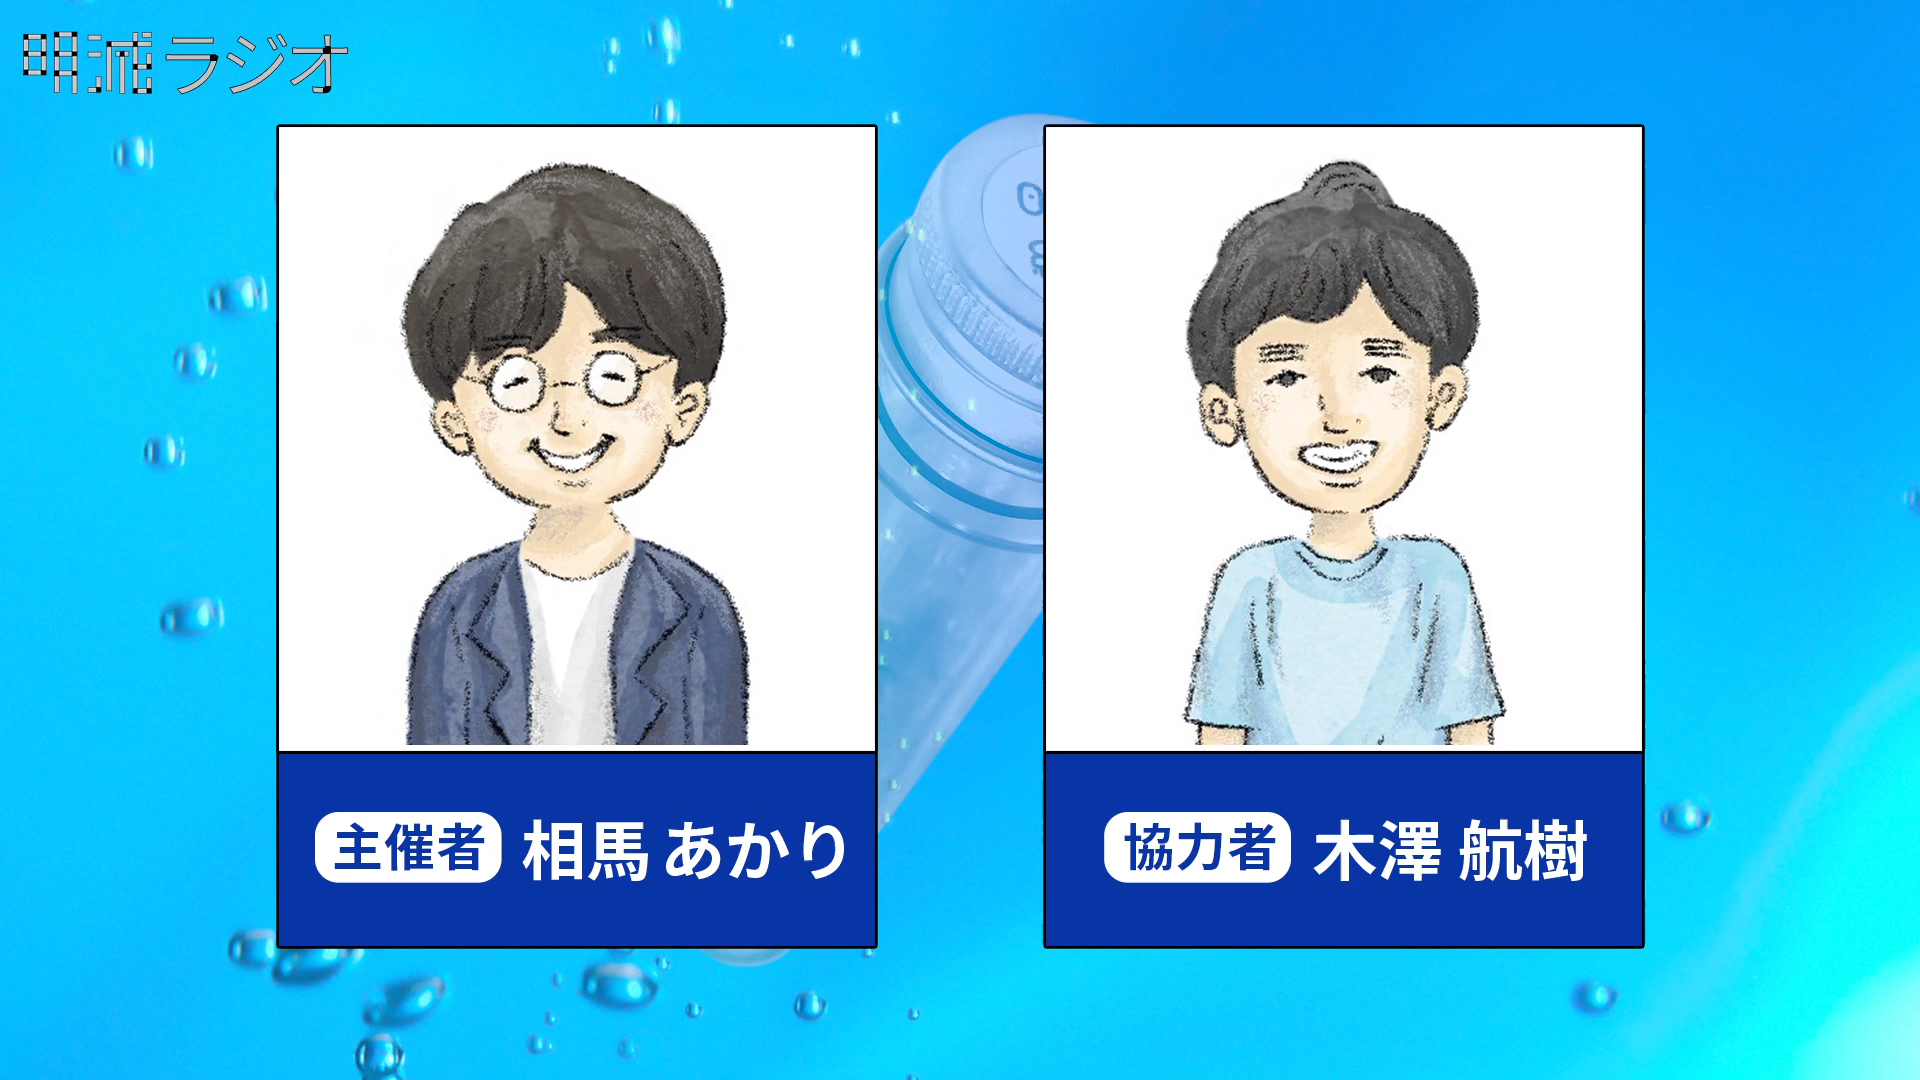 明滅ラジオ
主催者 相馬 あかり
協力者 木澤 航樹